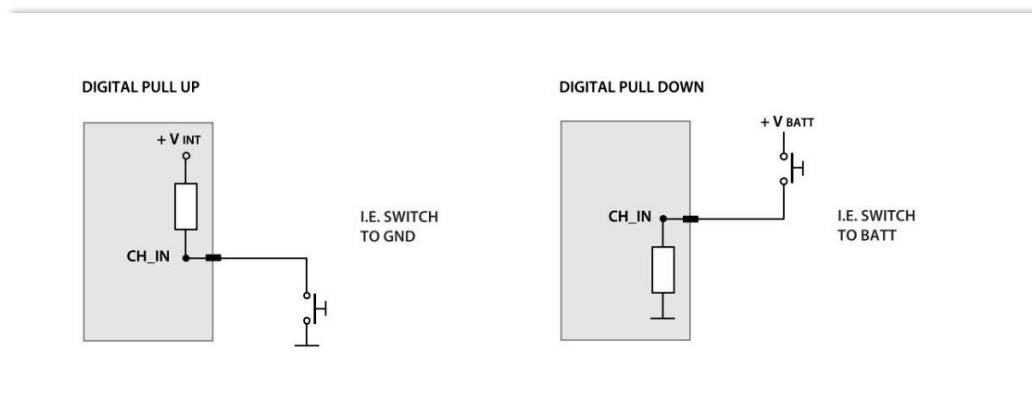 DIGITAL PULL UP
+ V INT
CH_IN
I.E. SWITCH
TO GND
DIGITAL PULL DOWN
+ V BATT
CH_IN
I.E. SWITCH
TO BATT